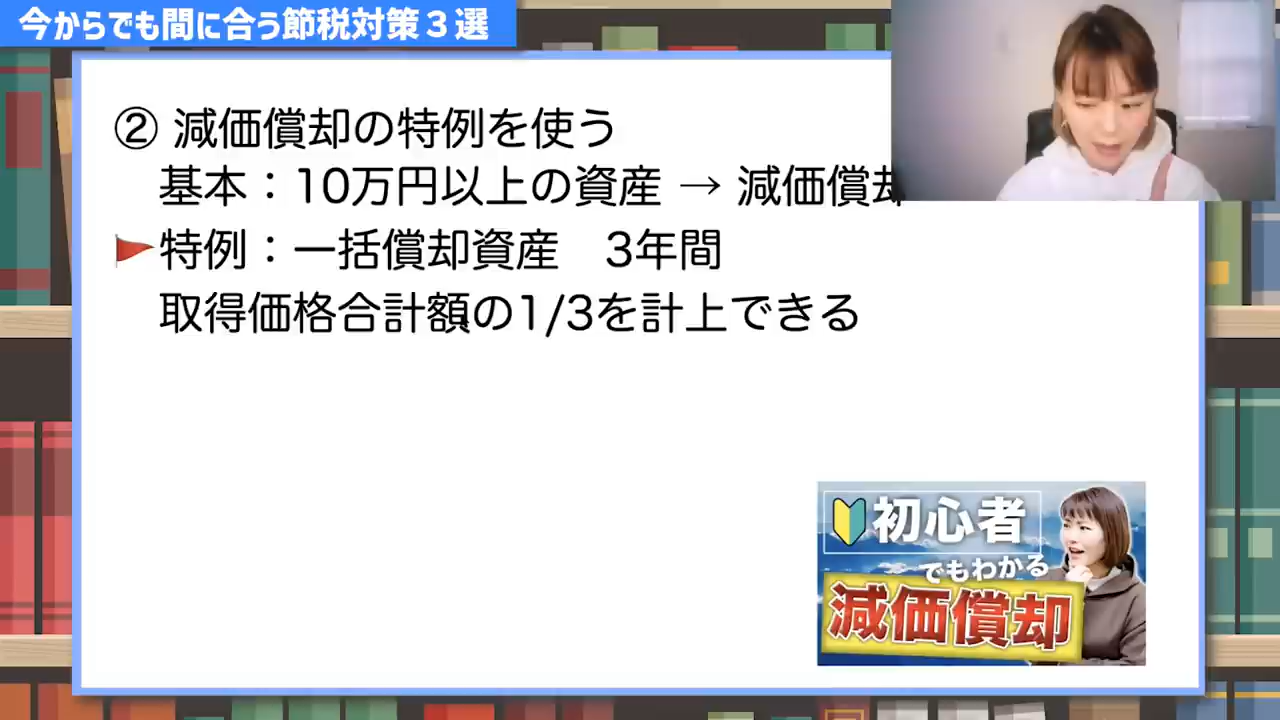 今からでも間に合う節税対策３選
② 減価償却の特例を使う
基本：10万円以上の資産 → 減価償却
特例：一括償却資産　3年間
取得価格合計額の1/3を計上できる
初心者
でもわかる
減価償却